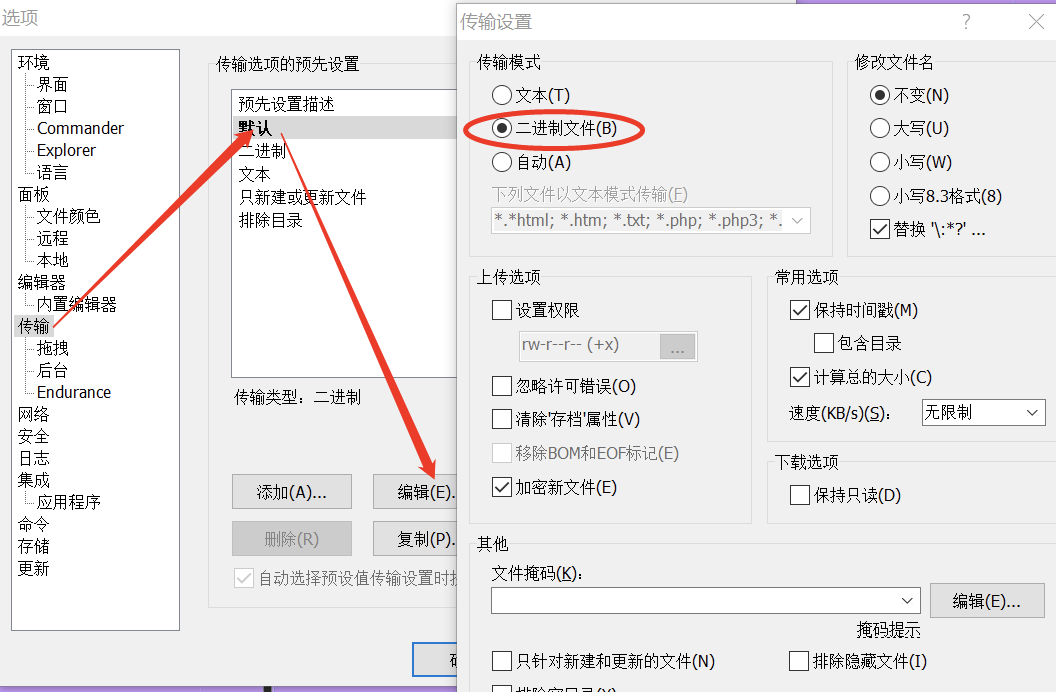 选项
环境
界面
窗口
Commander
Explorer
语言
面板
文件颜色
远程
本地
编辑器
内置编辑器
传输
拖拽
后台
Endurance
网络
安全
日志
集成
应用程序
命令
存储
更新
传输选项的预先设置
预先设置描述
默认
二进制
文本
只新建或更新文件
排除目录
传输类型：二进制
添加(A)...
编辑(E).
删除(R)
复制(P).
自动选择预设值传输设置时
传输设置
?
传输模式
文本(T)
二进制文件(B)
自动(A)
下列文件以文本模式传输(F)
*.*html; *.htm; *.txt; *.php; *.php3; *.
修改文件名
不变(N)
大写(U)
小写(W)
小写8.3格式(8)
替换 '\:*?' ...
上传选项
设置权限
rw-r--r-- (+x)
...
忽略许可错误(O)
清除'存档'属性(V)
移除BOM和EOF标记(E)
加密新文件(E)
常用选项
保持时间戳(M)
包含目录
计算总的大小(C)
速度(KB/s)(S)：
无限制
下载选项
保持只读(D)
其他
文件掩码(K)：
编辑(E)...
掩码提示
只针对新建和更新的文件(N)
排除隐藏文件(I)